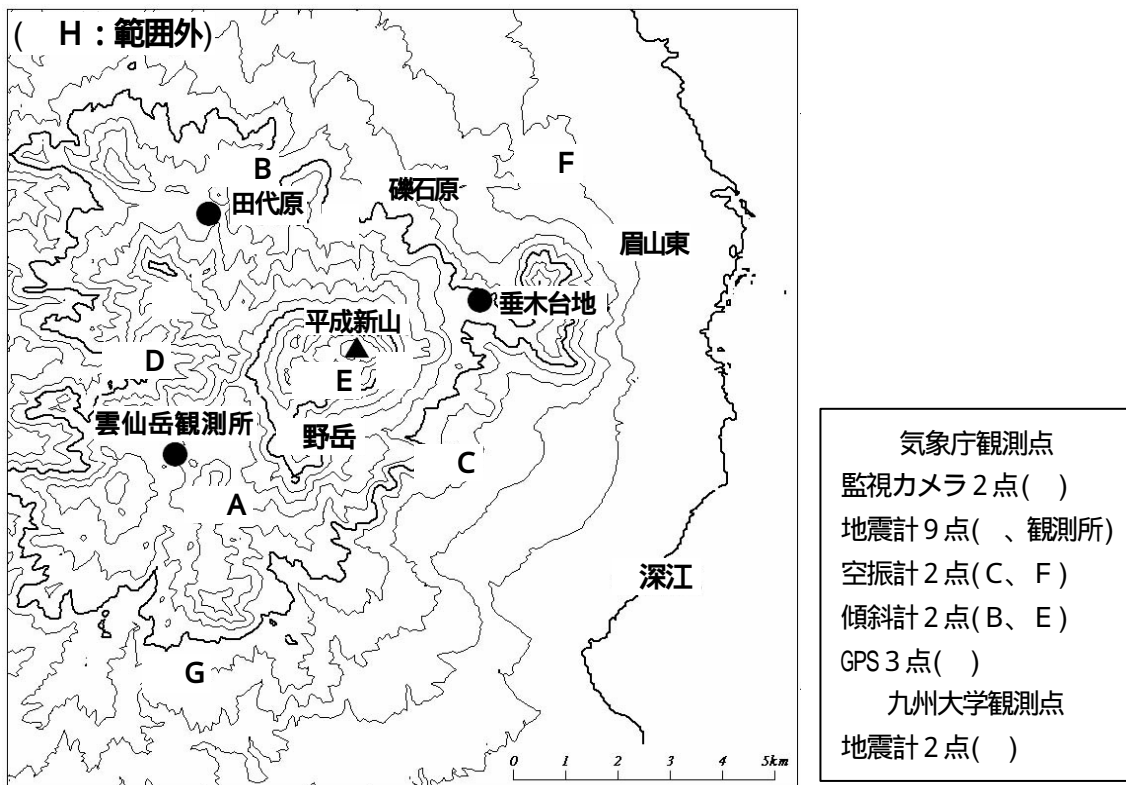 ( H：範囲外)
B
F
礫石原
田代原
眉山東
垂木台地
平成新山
D
E
雲仙岳観測所
野岳
C
A
深江
G
0 1 2 3 4 5km
気象庁観測点
監視カメラ２点( )
地震計９点( 、観測所)
空振計２点(Ｃ、Ｆ)
傾斜計２点(Ｂ、Ｅ)
GPS３点( )
九州大学観測点
地震計２点( )